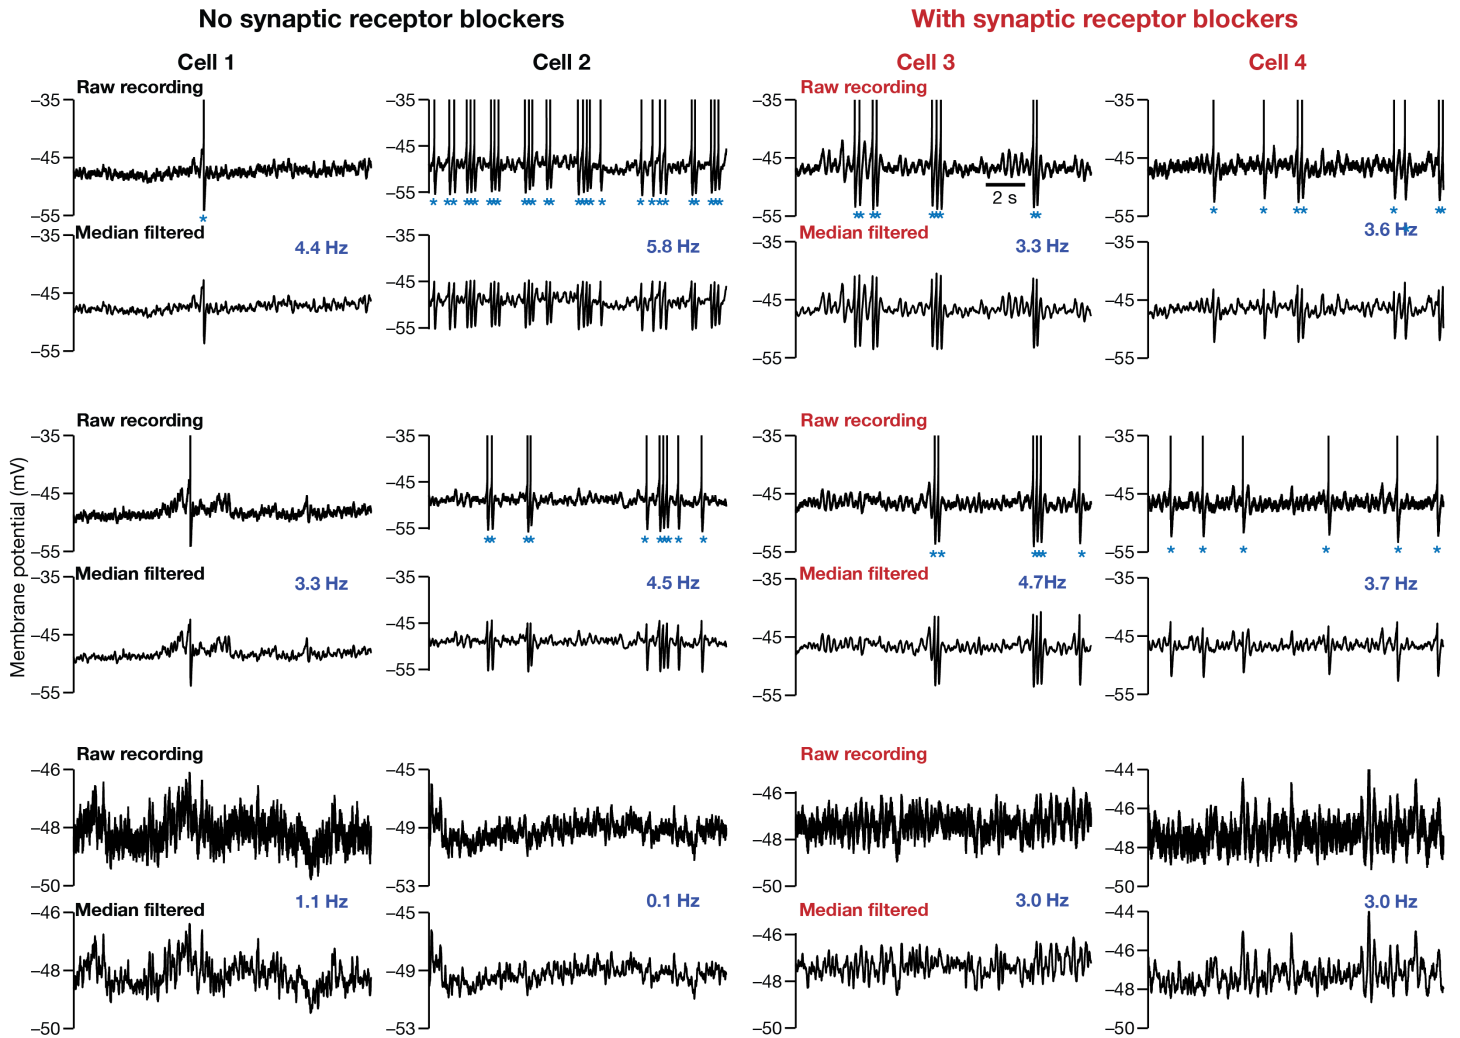 No synaptic receptor blockers
With synaptic receptor blockers
Cell 1
Cell 2
Cell 3
Cell 4
Membrane potential (mV)
Raw recording
Raw recording
–35
–45
–55
–35
–45
–55
–35
–45
–55
–35
–45
–55
* ** *** *** *** ** **** * * * ** ** ***
** ** *** **
2 s
* * ** * **
*
*
Median filtered
4.4 Hz
5.8 Hz
Median filtered
3.3 Hz
3.6 Hz
–35
–45
–55
–35
–45
–55
–35
–45
–55
–35
–45
–55
Raw recording
Raw recording
–35
–45
–55
–35
–45
–55
–35
–45
–55
–35
–45
–55
** ** * *** * *
** *** *
* * * * * *
Median filtered
3.3 Hz
4.5 Hz
Median filtered
4.7Hz
3.7 Hz
–35
–45
–55
–35
–45
–55
–35
–45
–55
–35
–45
–55
Raw recording
Raw recording
–46
–48
–50
–45
–49
–53
–46
–48
–50
–44
–46
–48
–50
Median filtered
1.1 Hz
0.1 Hz
Median filtered
3.0 Hz
3.0 Hz
–46
–48
–50
–45
–49
–53
–46
–48
–50
–44
–46
–48
–50